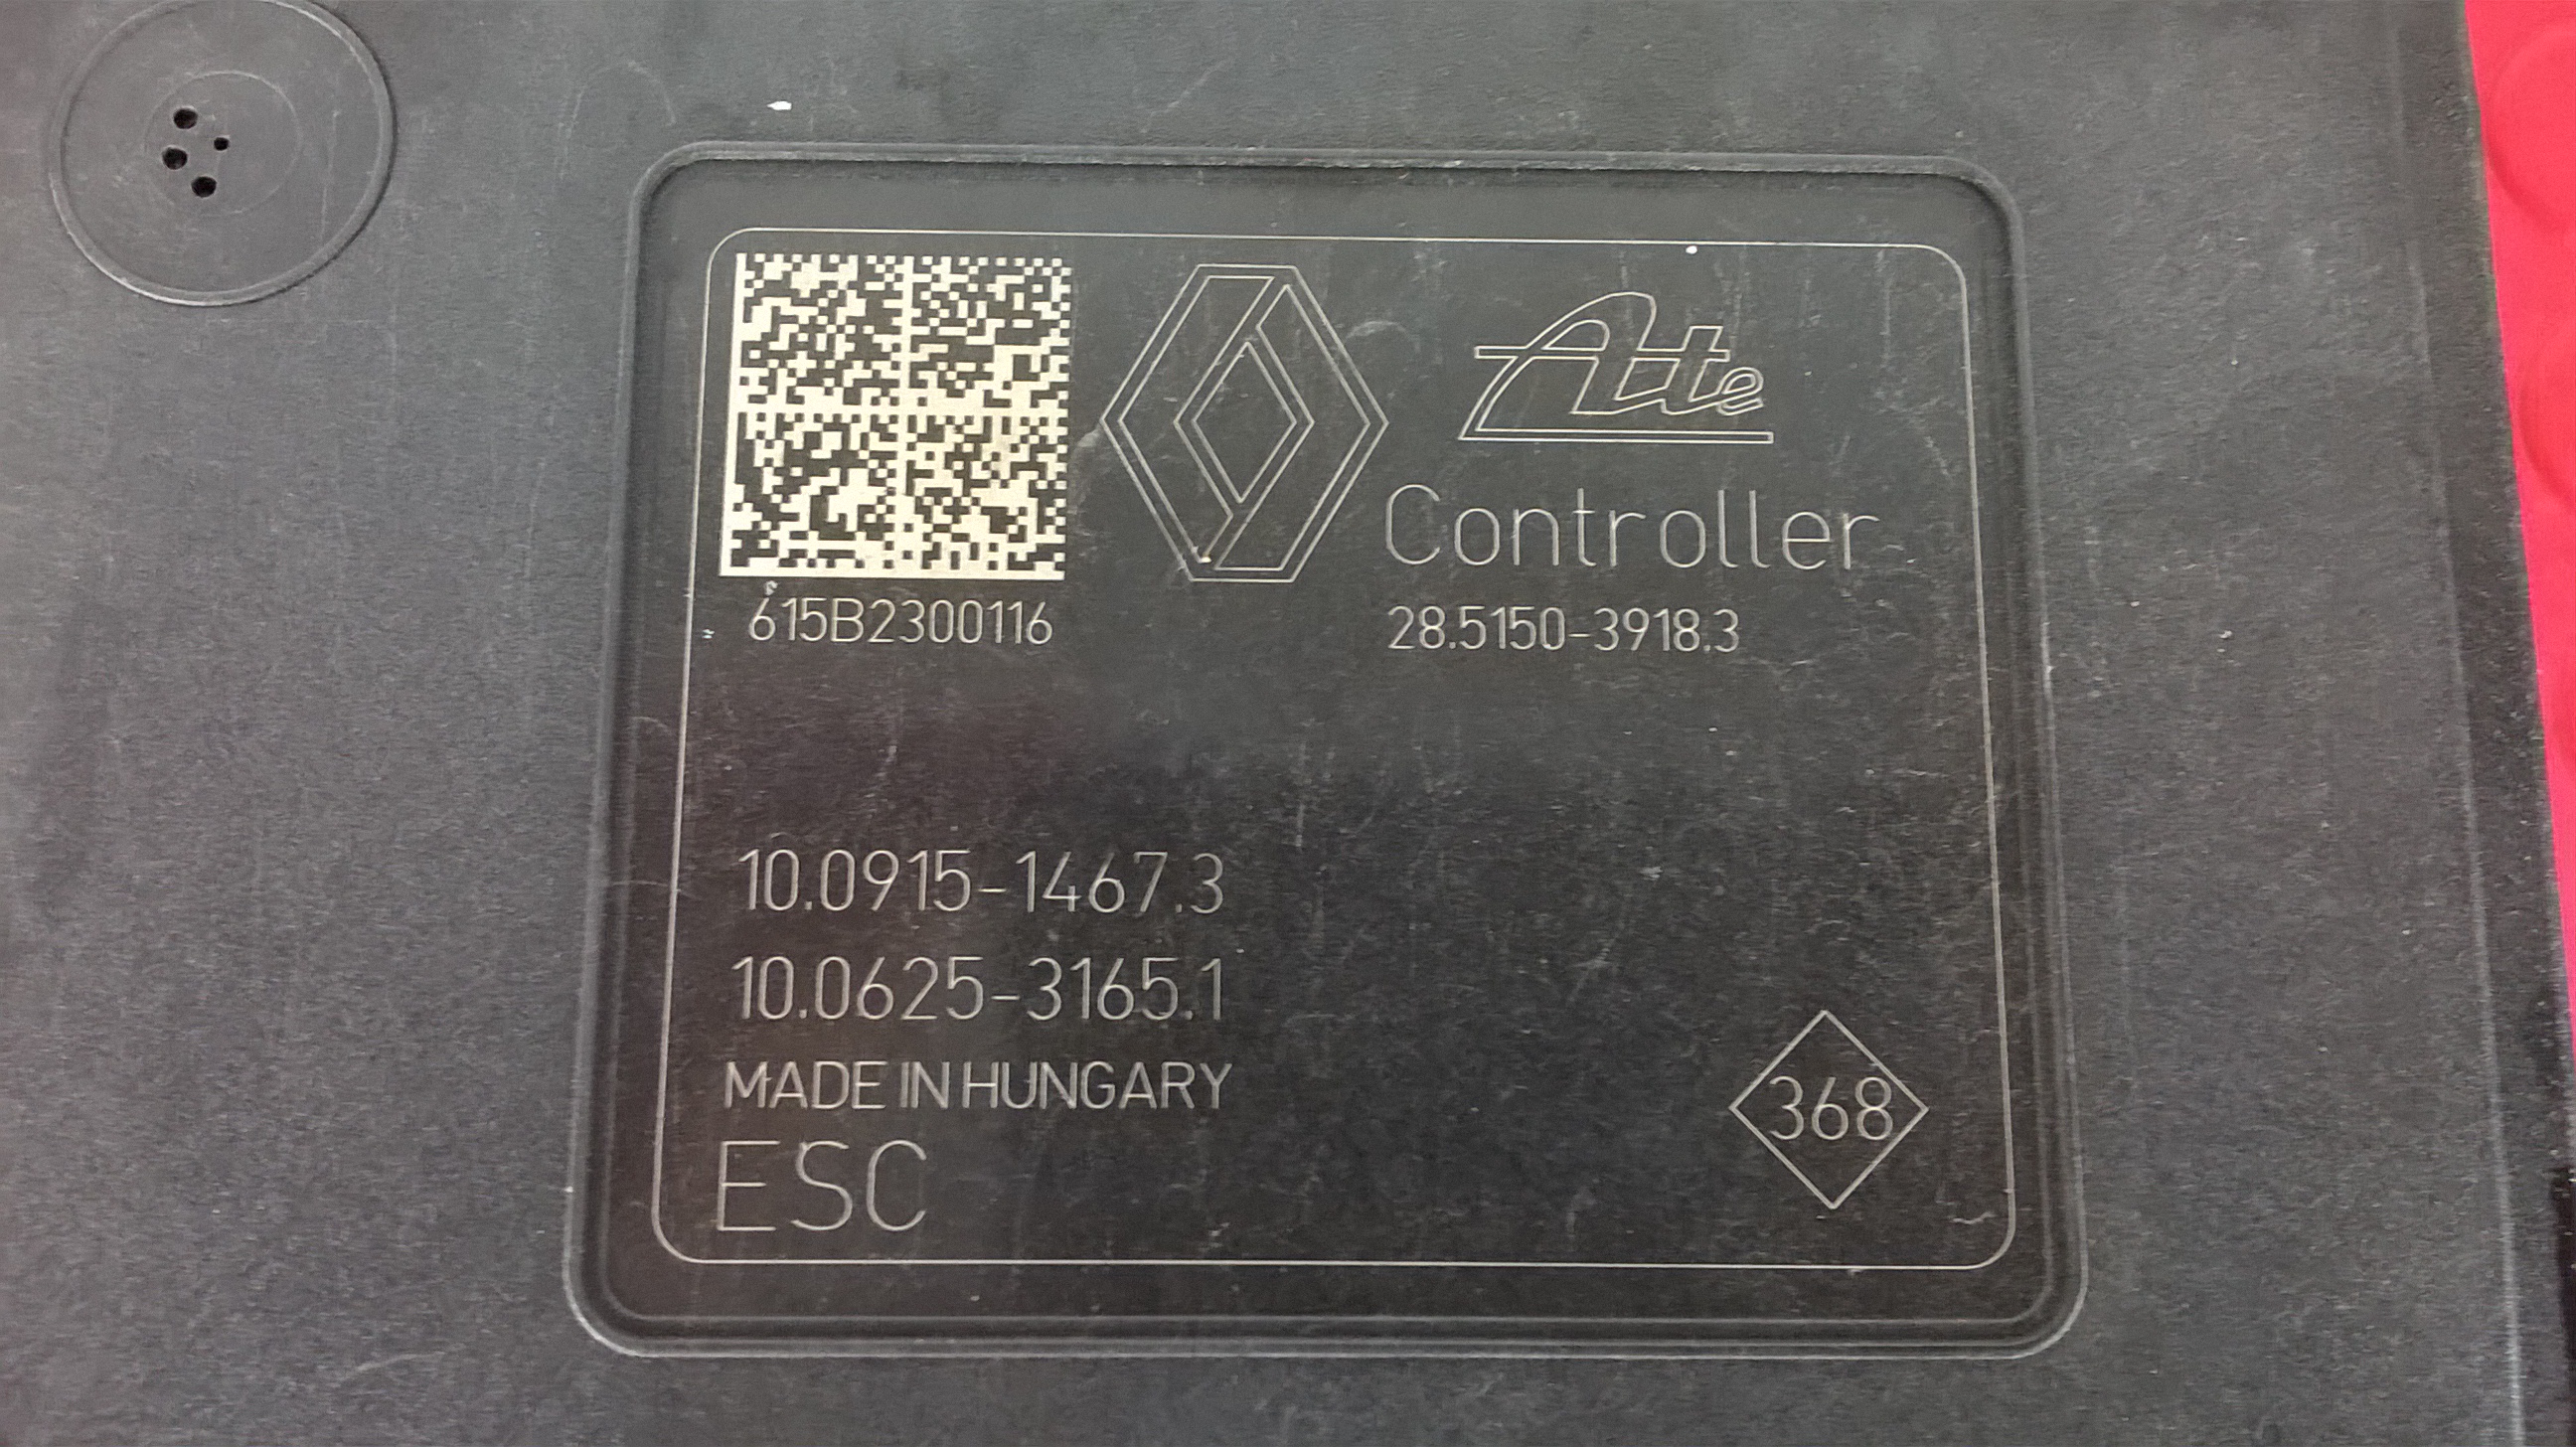 Ate
Controller
615B2300116
28.5150-3918.3
10.0915-1467.3
10.0625-3165.1
MADE IN HUNGARY
368
ESC